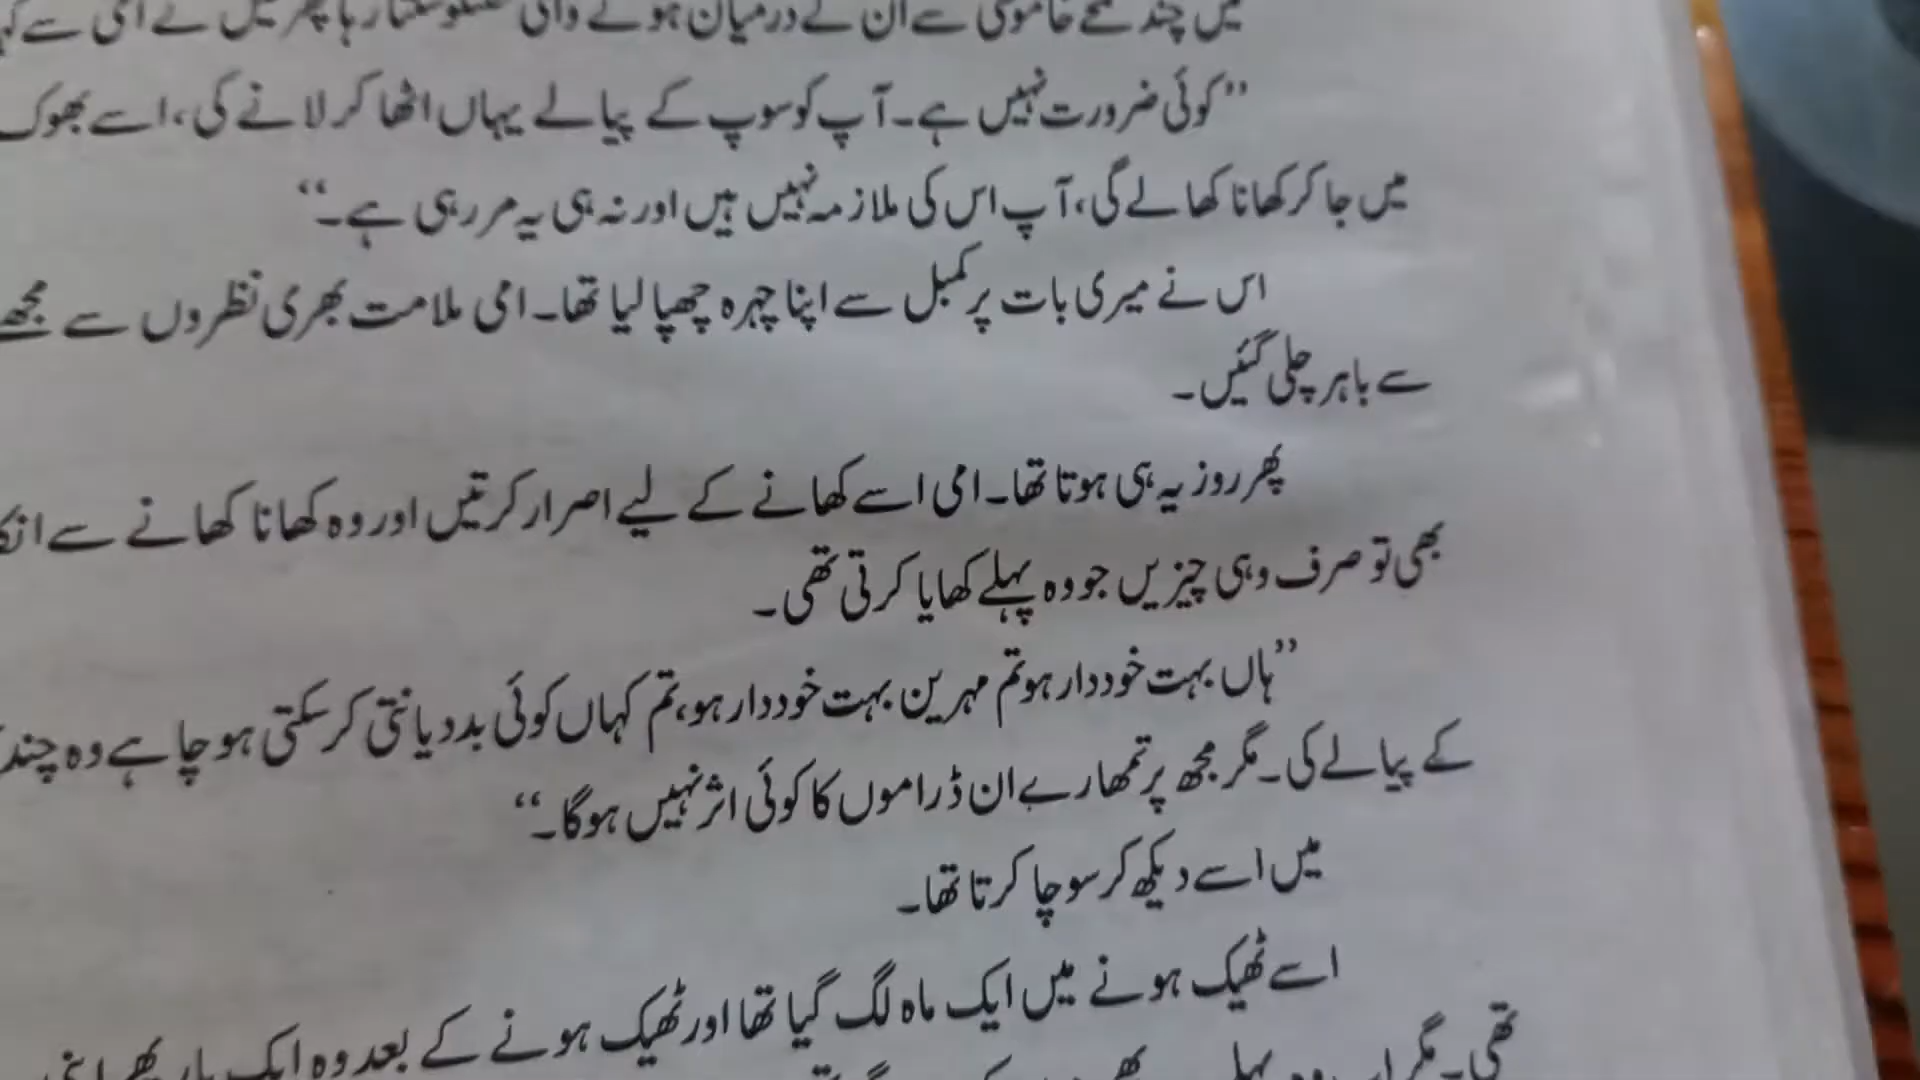 میں چند لمحے خاموشی سے ان کے درمیان ہونے والی گفتگو سنتا رہا پھر میں نے امی سے
”کوئی ضرورت نہیں ہے۔ آپ کو سوپ کے پیالے یہاں اٹھا کر لانے کی، اسے بھوک
میں جا کر کھانا کھا لے گی، آپ اس کی ملازمہ نہیں ہیں اور نہ ہی یہ مر رہی ہے۔“
اس نے میری بات پر کمبل سے اپنا چہرہ چھپا لیا تھا۔ امی ملامت بھری نظروں سے مجھے
سے باہر چلی گئیں۔
پھر روز یہ ہی ہوتا تھا۔ امی اسے کھانے کے لیے اصرار کرتیں اور وہ کھانا کھانے سے
بھی تو صرف وہی چیزیں جو وہ پہلے کھایا کرتی تھی۔
”ہاں بہت خوددار ہو تم مہرین بہت خوددار ہو، تم کہاں کوئی بددیانتی کر سکتی ہو چاہے وہ چند
کے پیالے کی۔ مگر مجھ پر تمھارے ان ڈراموں کا کوئی اثر نہیں ہوگا۔“
میں اسے دیکھ کر سوچا کرتا تھا۔
اسے ٹھیک ہونے میں ایک ماہ لگ گیا تھا اور ٹھیک ہونے کے بعد وہ ایک بار پھر اپنی
تھی۔ مگر اب وہ پہلے